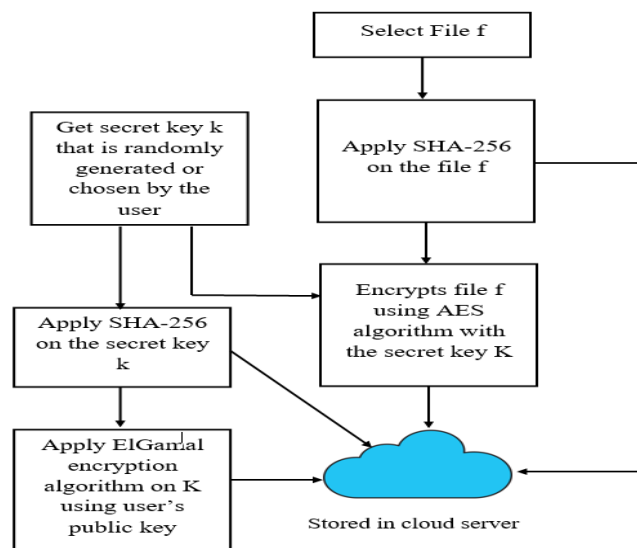 Select File f
Get secret key k
that is randomly
generated or
chosen by the
user
Apply SHA-256
on the file f
Apply SHA-256
on the secret key
k
Encrypts file f
using AES
algorithm with
the secret key K
Apply ElGamal
encryption
algorithm on K
using user's
public key
Stored in cloud server